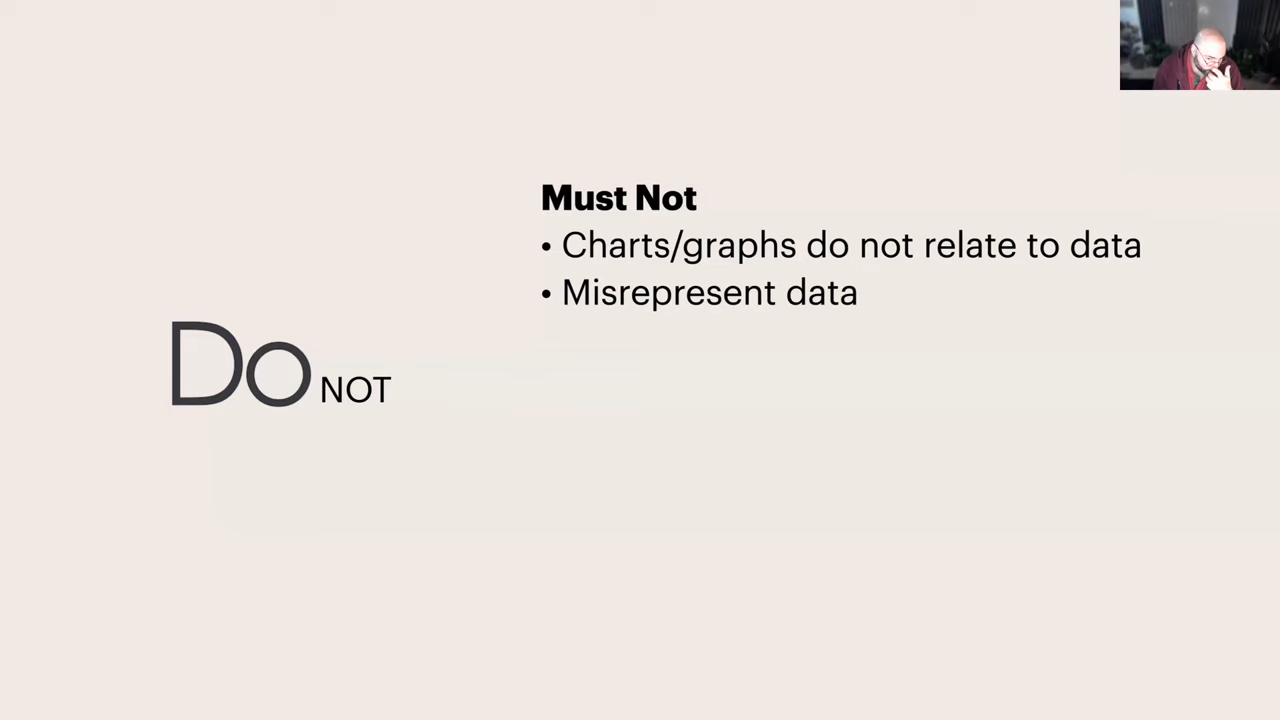 Do NOT
Must Not
• Charts/graphs do not relate to data
• Misrepresent data